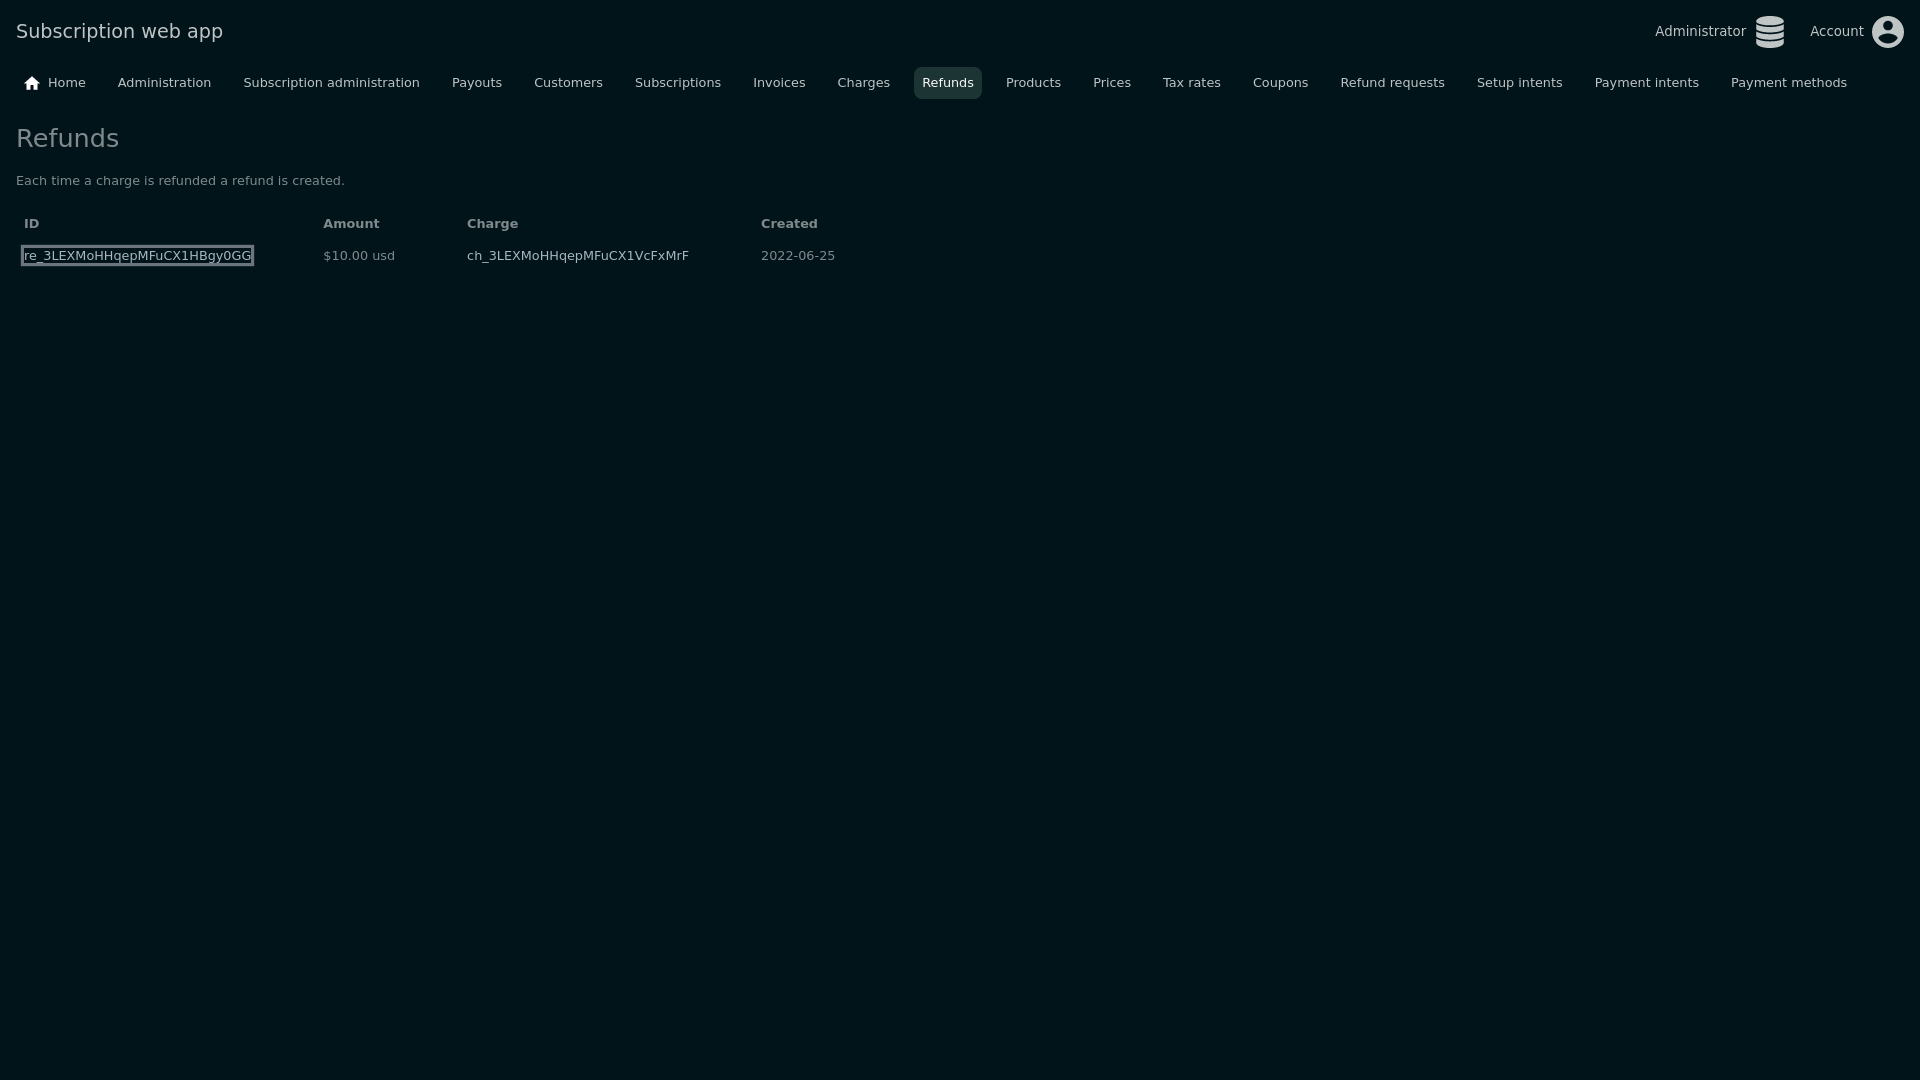 Subscription web app
Administrator
Account
Home Administration Subscription administration Payouts Customers Subscriptions Invoices Charges Refunds Products Prices Tax rates Coupons Refund requests Setup intents Payment intents Payment methods
Refunds
Each time a charge is refunded a refund is created.
ID Amount Charge Created
re_3LEXMoHHqepMFuCX1HBgy0GG $10.00 usd ch_3LEXMoHHqepMFuCX1VcFxMrF 2022-06-25